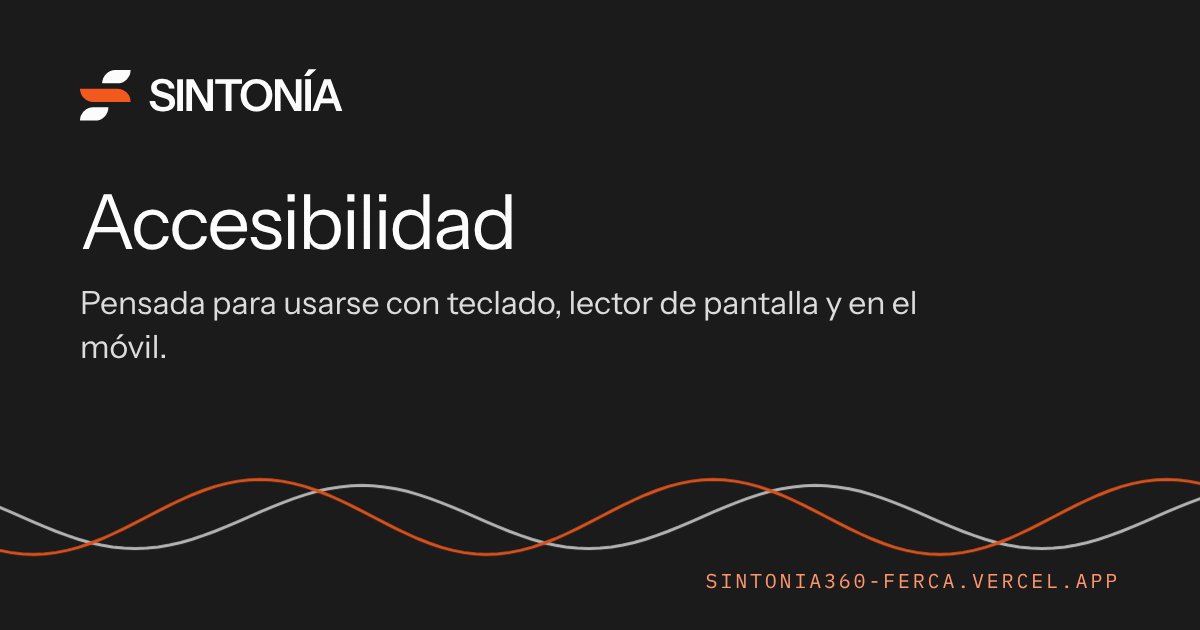 SINTONÍA
Accesibilidad
Pensada para usarse con teclado, lector de pantalla y en el
móvil.
SINTONIA360-FERCA.VERCEL.APP